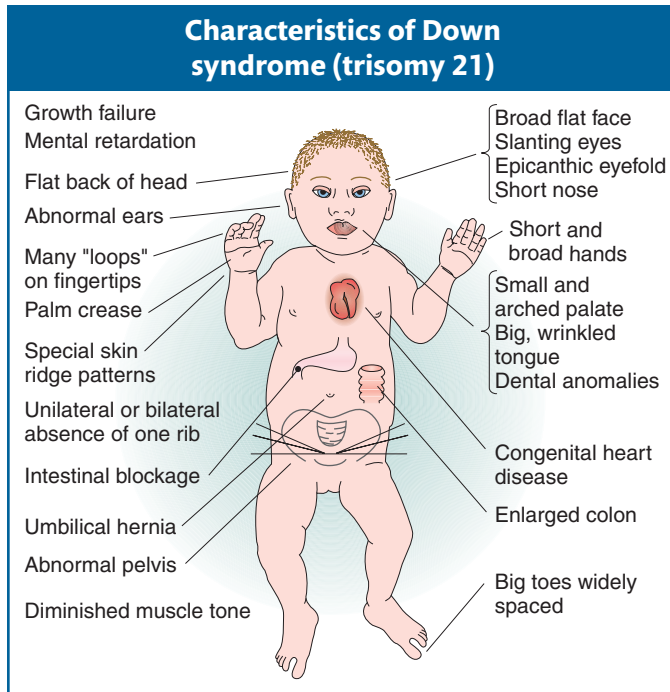 Characteristics of Down
syndrome (trisomy 21)
Growth failure
Mental retardation
Flat back of head
Abnormal ears
Many "loops"
on fingertips
Palm crease
Special skin
ridge patterns
Unilateral or bilateral
absence of one rib
Intestinal blockage
Umbilical hernia
Abnormal pelvis
Diminished muscle tone
Broad flat face
Slanting eyes
Epicanthic eyefold
Short nose
Short and
broad hands
Small and
arched palate
Big, wrinkled
tongue
Dental anomalies
Congenital heart
disease
Enlarged colon
Big toes widely
spaced